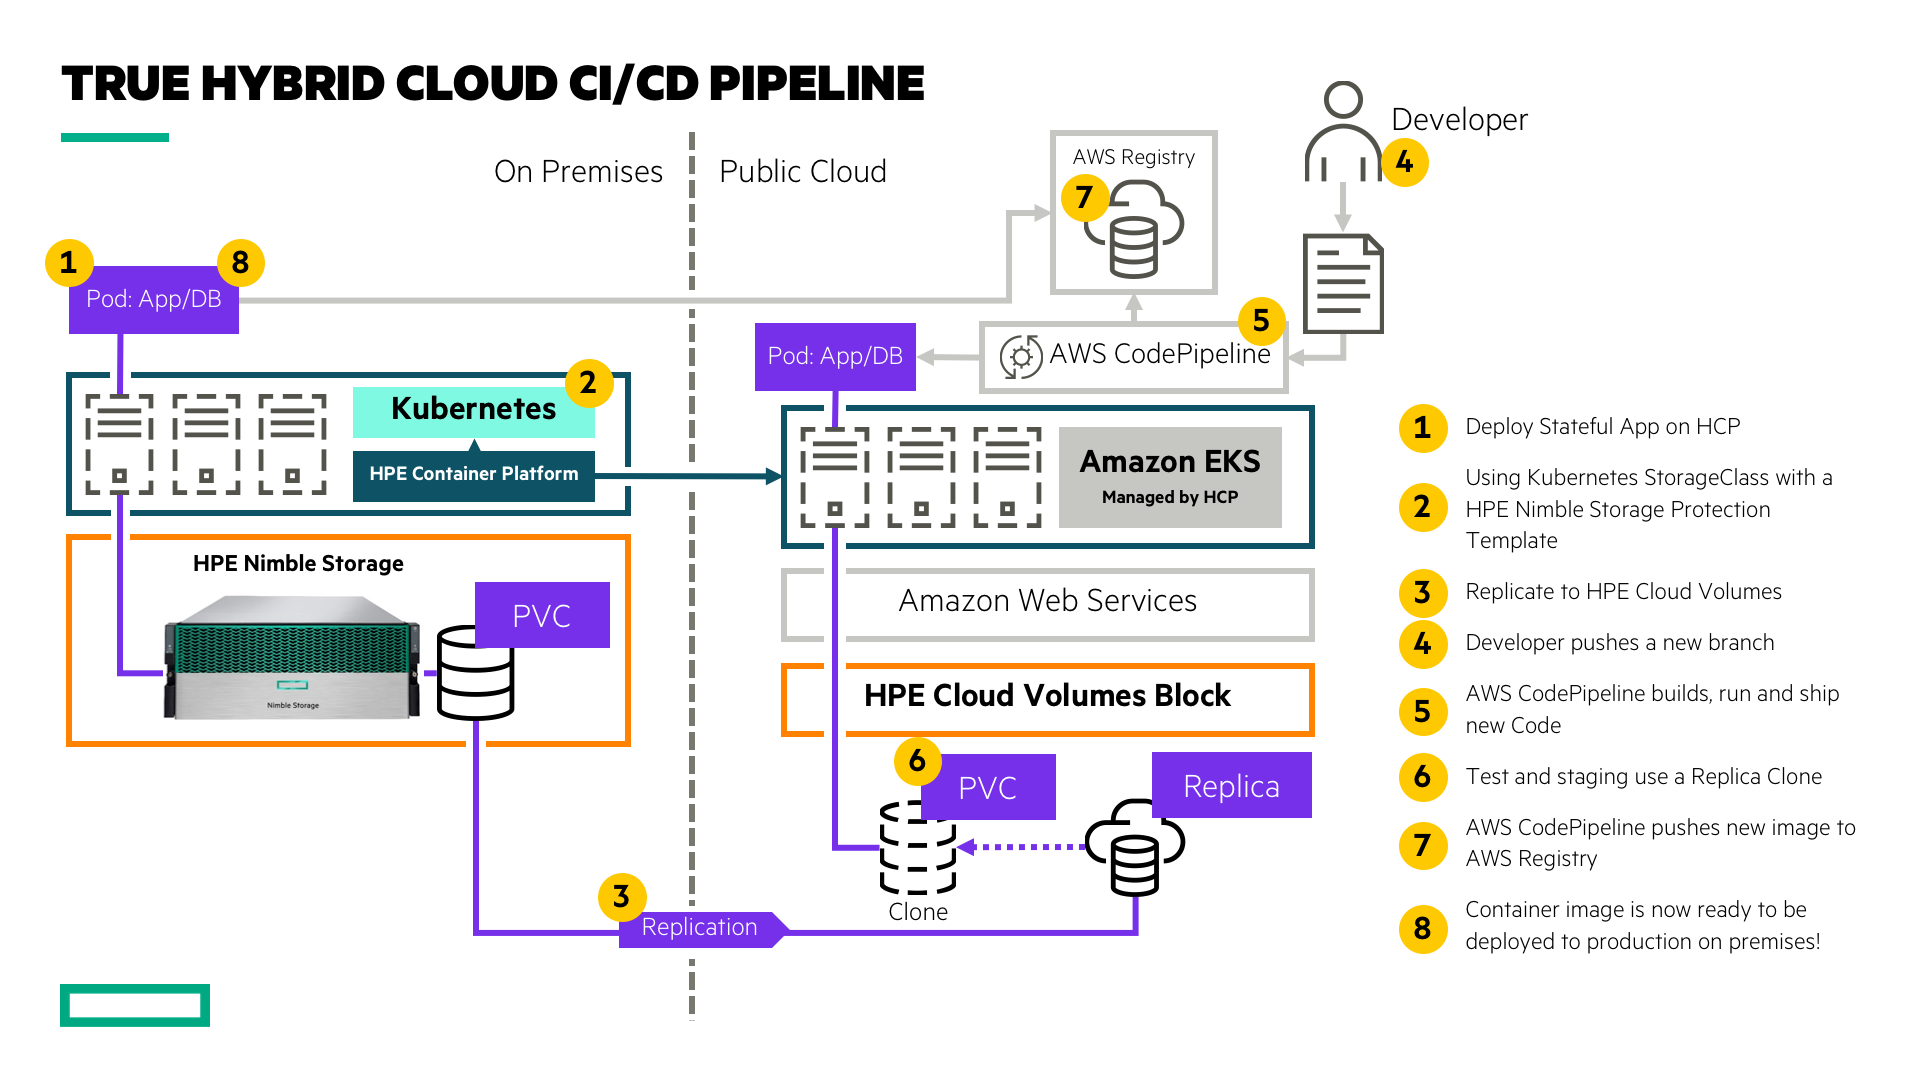 TRUE HYBRID CLOUD CI/CD PIPELINE
On Premises
Public Cloud
AWS Registry
7
Developer
4
1
8
Pod: App/DB
2
Kubernetes
HPE Container Platform
HPE Nimble Storage
PVC
Nimble Storage
5
AWS CodePipeline
Pod: App/DB
Amazon EKS
Managed by HCP
Amazon Web Services
HPE Cloud Volumes Block
6
PVC
Replica
Clone
3
Replication
1
Deploy Stateful App on HCP
2
Using Kubernetes StorageClass with a
HPE Nimble Storage Protection
Template
3
Replicate to HPE Cloud Volumes
4
Developer pushes a new branch
5
AWS CodePipeline builds, run and ship
new Code
6
Test and staging use a Replica Clone
7
AWS CodePipeline pushes new image to
AWS Registry
8
Container image is now ready to be
deployed to production on premises!